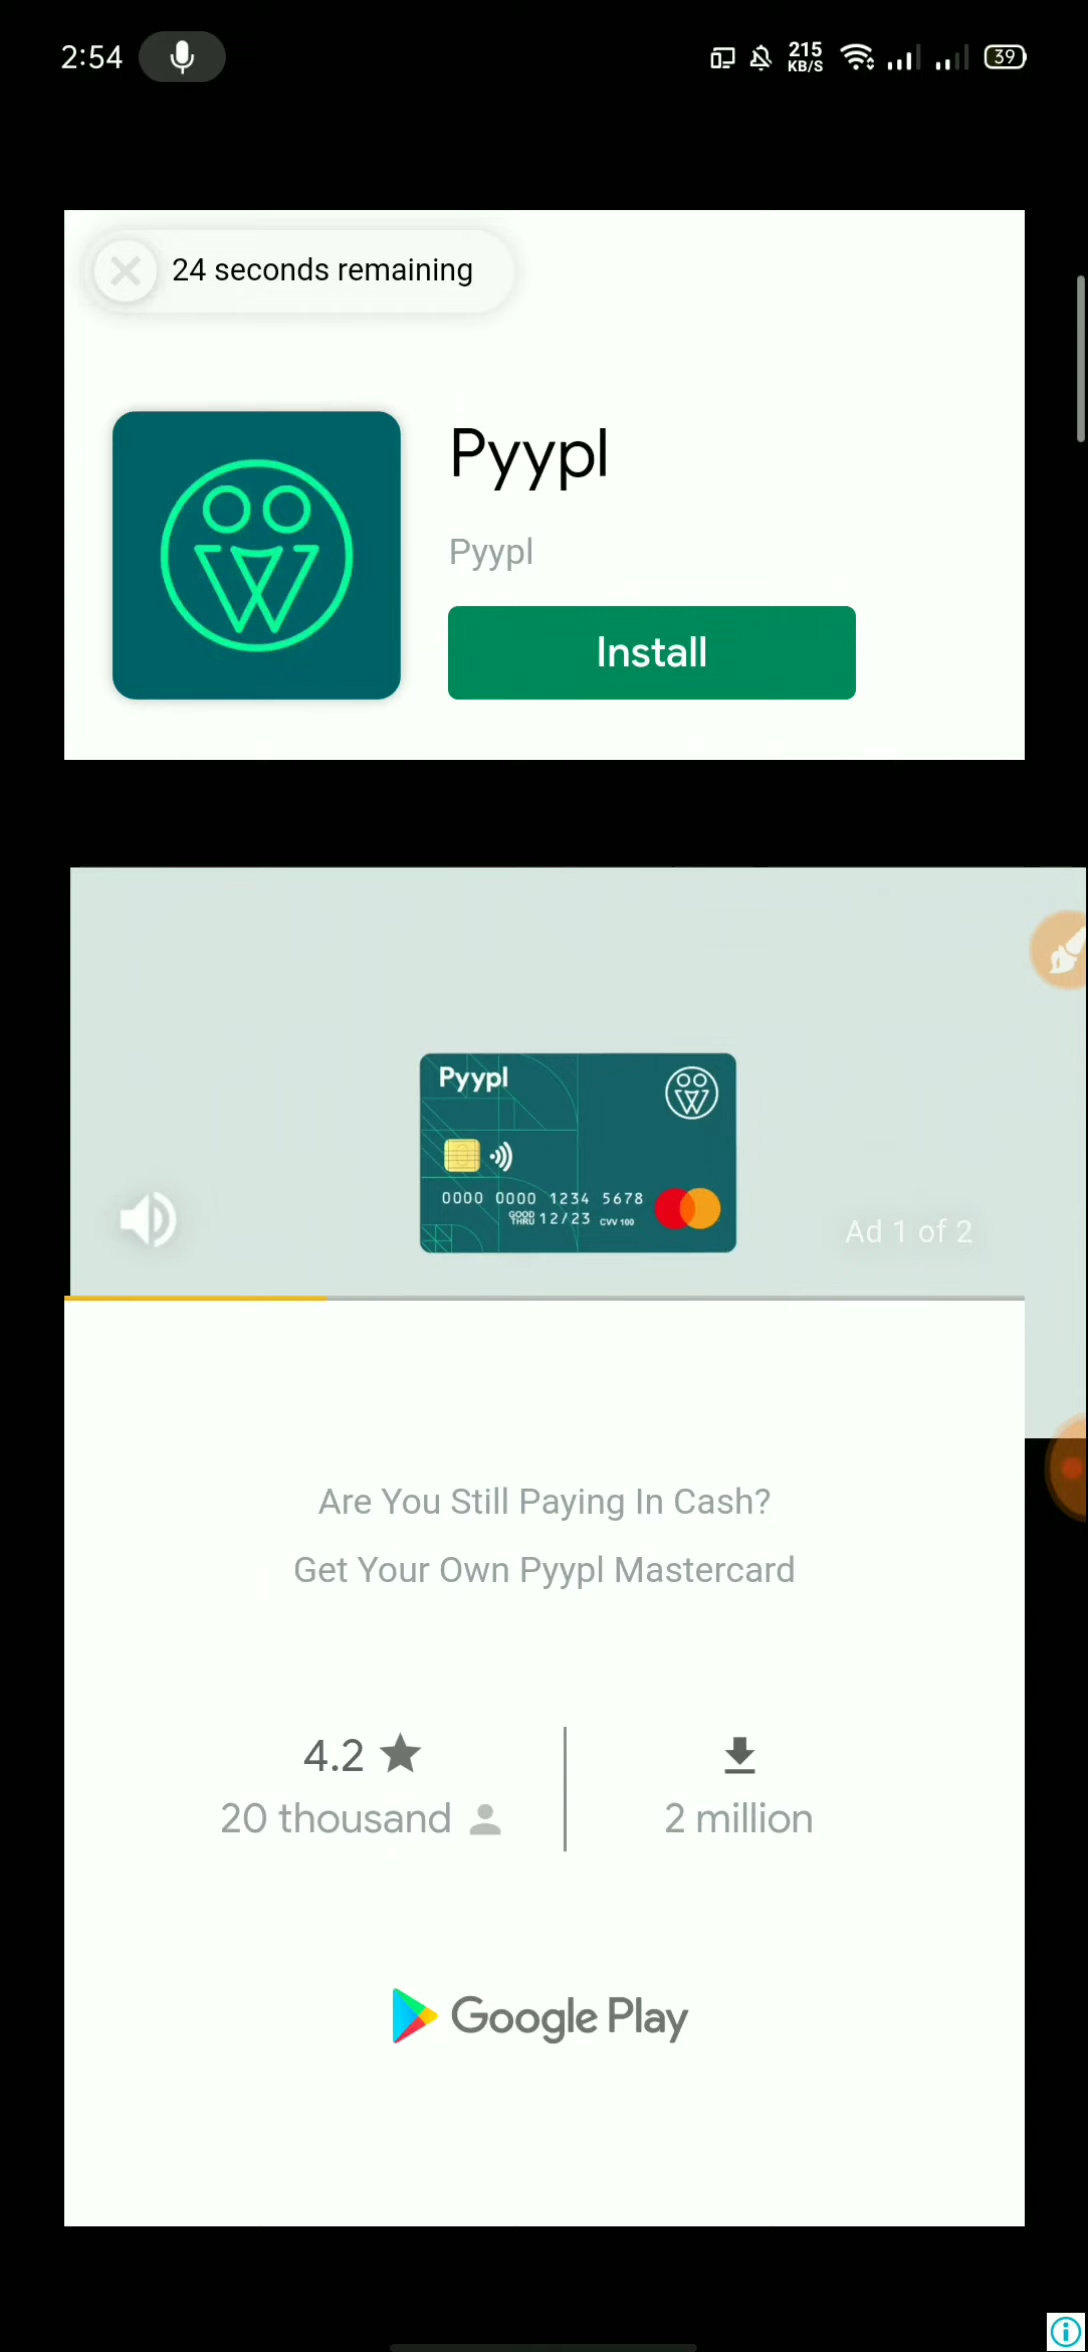 2:54
215
KB/S
39
24 seconds remaining
Pyypl
Pyypl
Install
Pyypl
0000 0000 1234 5678
GOOD
THRU 12/23 CVV 100
Ad 1 of 2
Are You Still Paying In Cash?
Get Your Own Pyypl Mastercard
4.2
20 thousand
2 million
Google Play